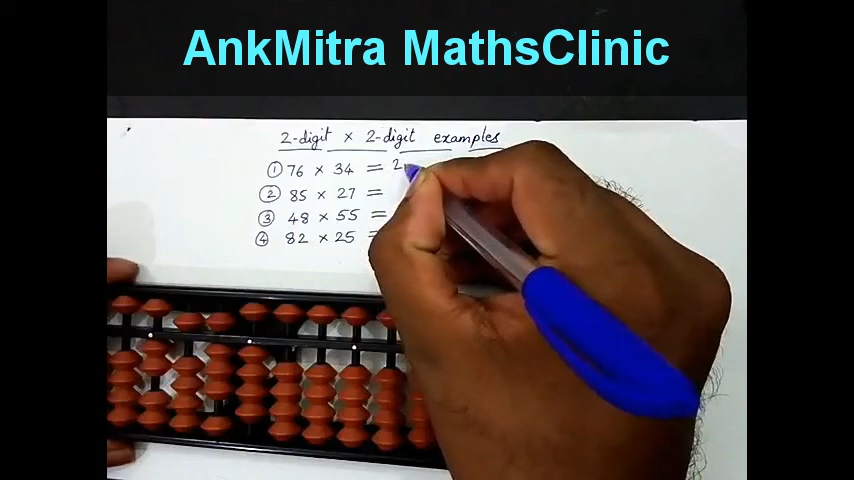 AnkMitra MathsClinic
2-digit × 2-digit examples
① 76 × 34 = 2
② 85 × 27 =
③ 48 × 55 =
④ 82 × 25 =